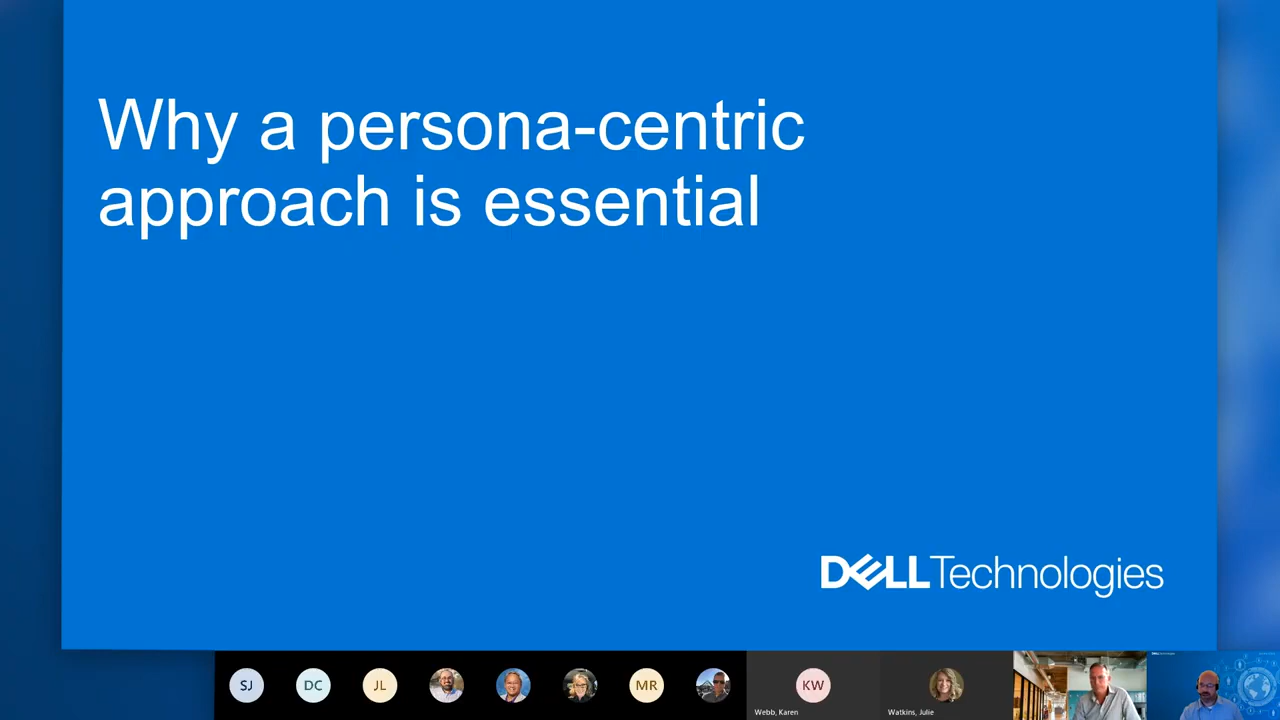 Why a persona-centric
approach is essential
DELL Technologies
SJ
DC
JL
MR
KW
Webb, Karen
Watkins, Julie